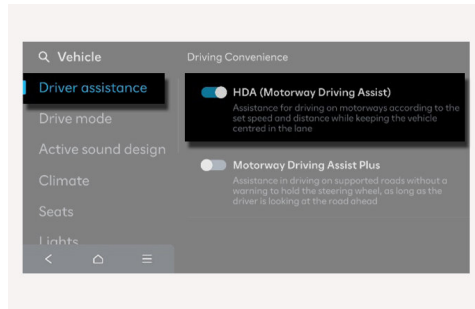 Vehicle
Driver assistance
Drive mode
Active sound design
Climate
Seats
Lights
Driving Convenience
HDA (Motorway Driving Assist)
Assistance for driving on motorways according to the
set speed and distance while keeping the vehicle
centred in the lane
Motorway Driving Assist Plus
Assistance in driving on supported roads without a
warning to hold the steering wheel, as long as the
driver is looking at the road ahead